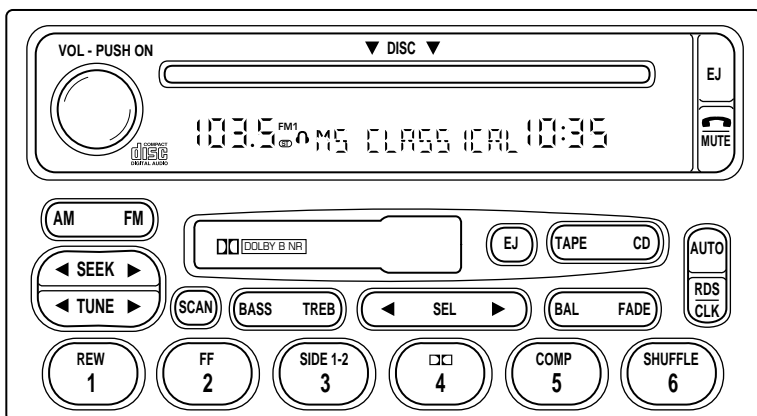 VOL - PUSH ON
▼ DISC ▼
EJ
103.5 FM1 ST MS CLASSICAL 10:35
MUTE
COMPACT
disc
DIGITAL AUDIO
AM FM
DOLBY B NR
EJ
TAPE CD
AUTO
◀ SEEK ▶
◀ TUNE ▶
SCAN
BASS TREB
◀ SEL ▶
BAL FADE
RDS
CLK
REW
1
FF
2
SIDE 1-2
3
4
COMP
5
SHUFFLE
6